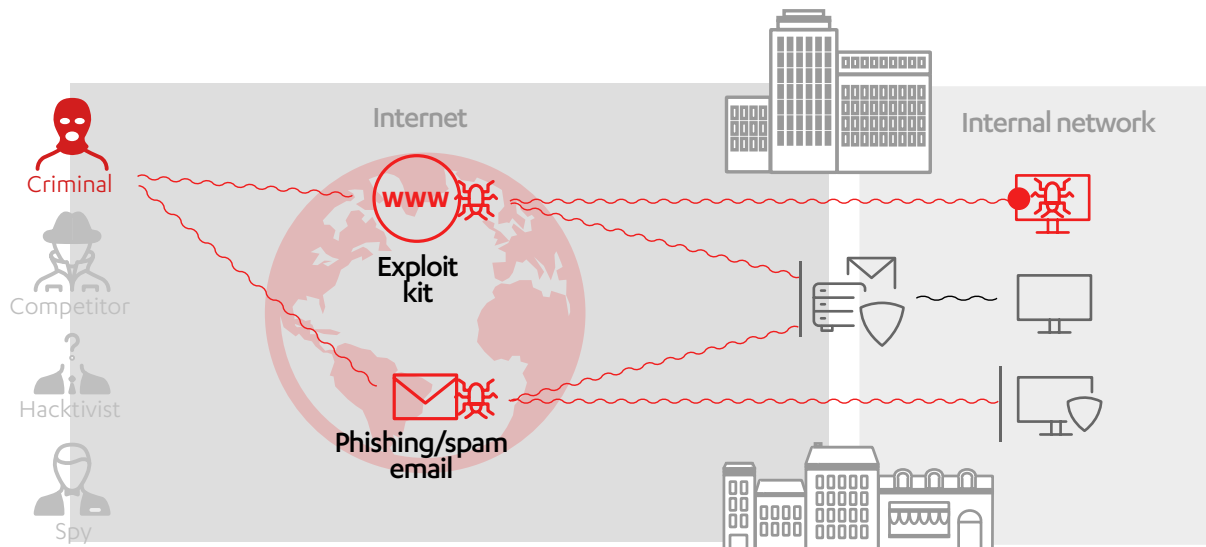 Internet
Internal network
Criminal
www
Exploit
kit
Competitor
Hacktivist
Phishing/spam
email
Spy